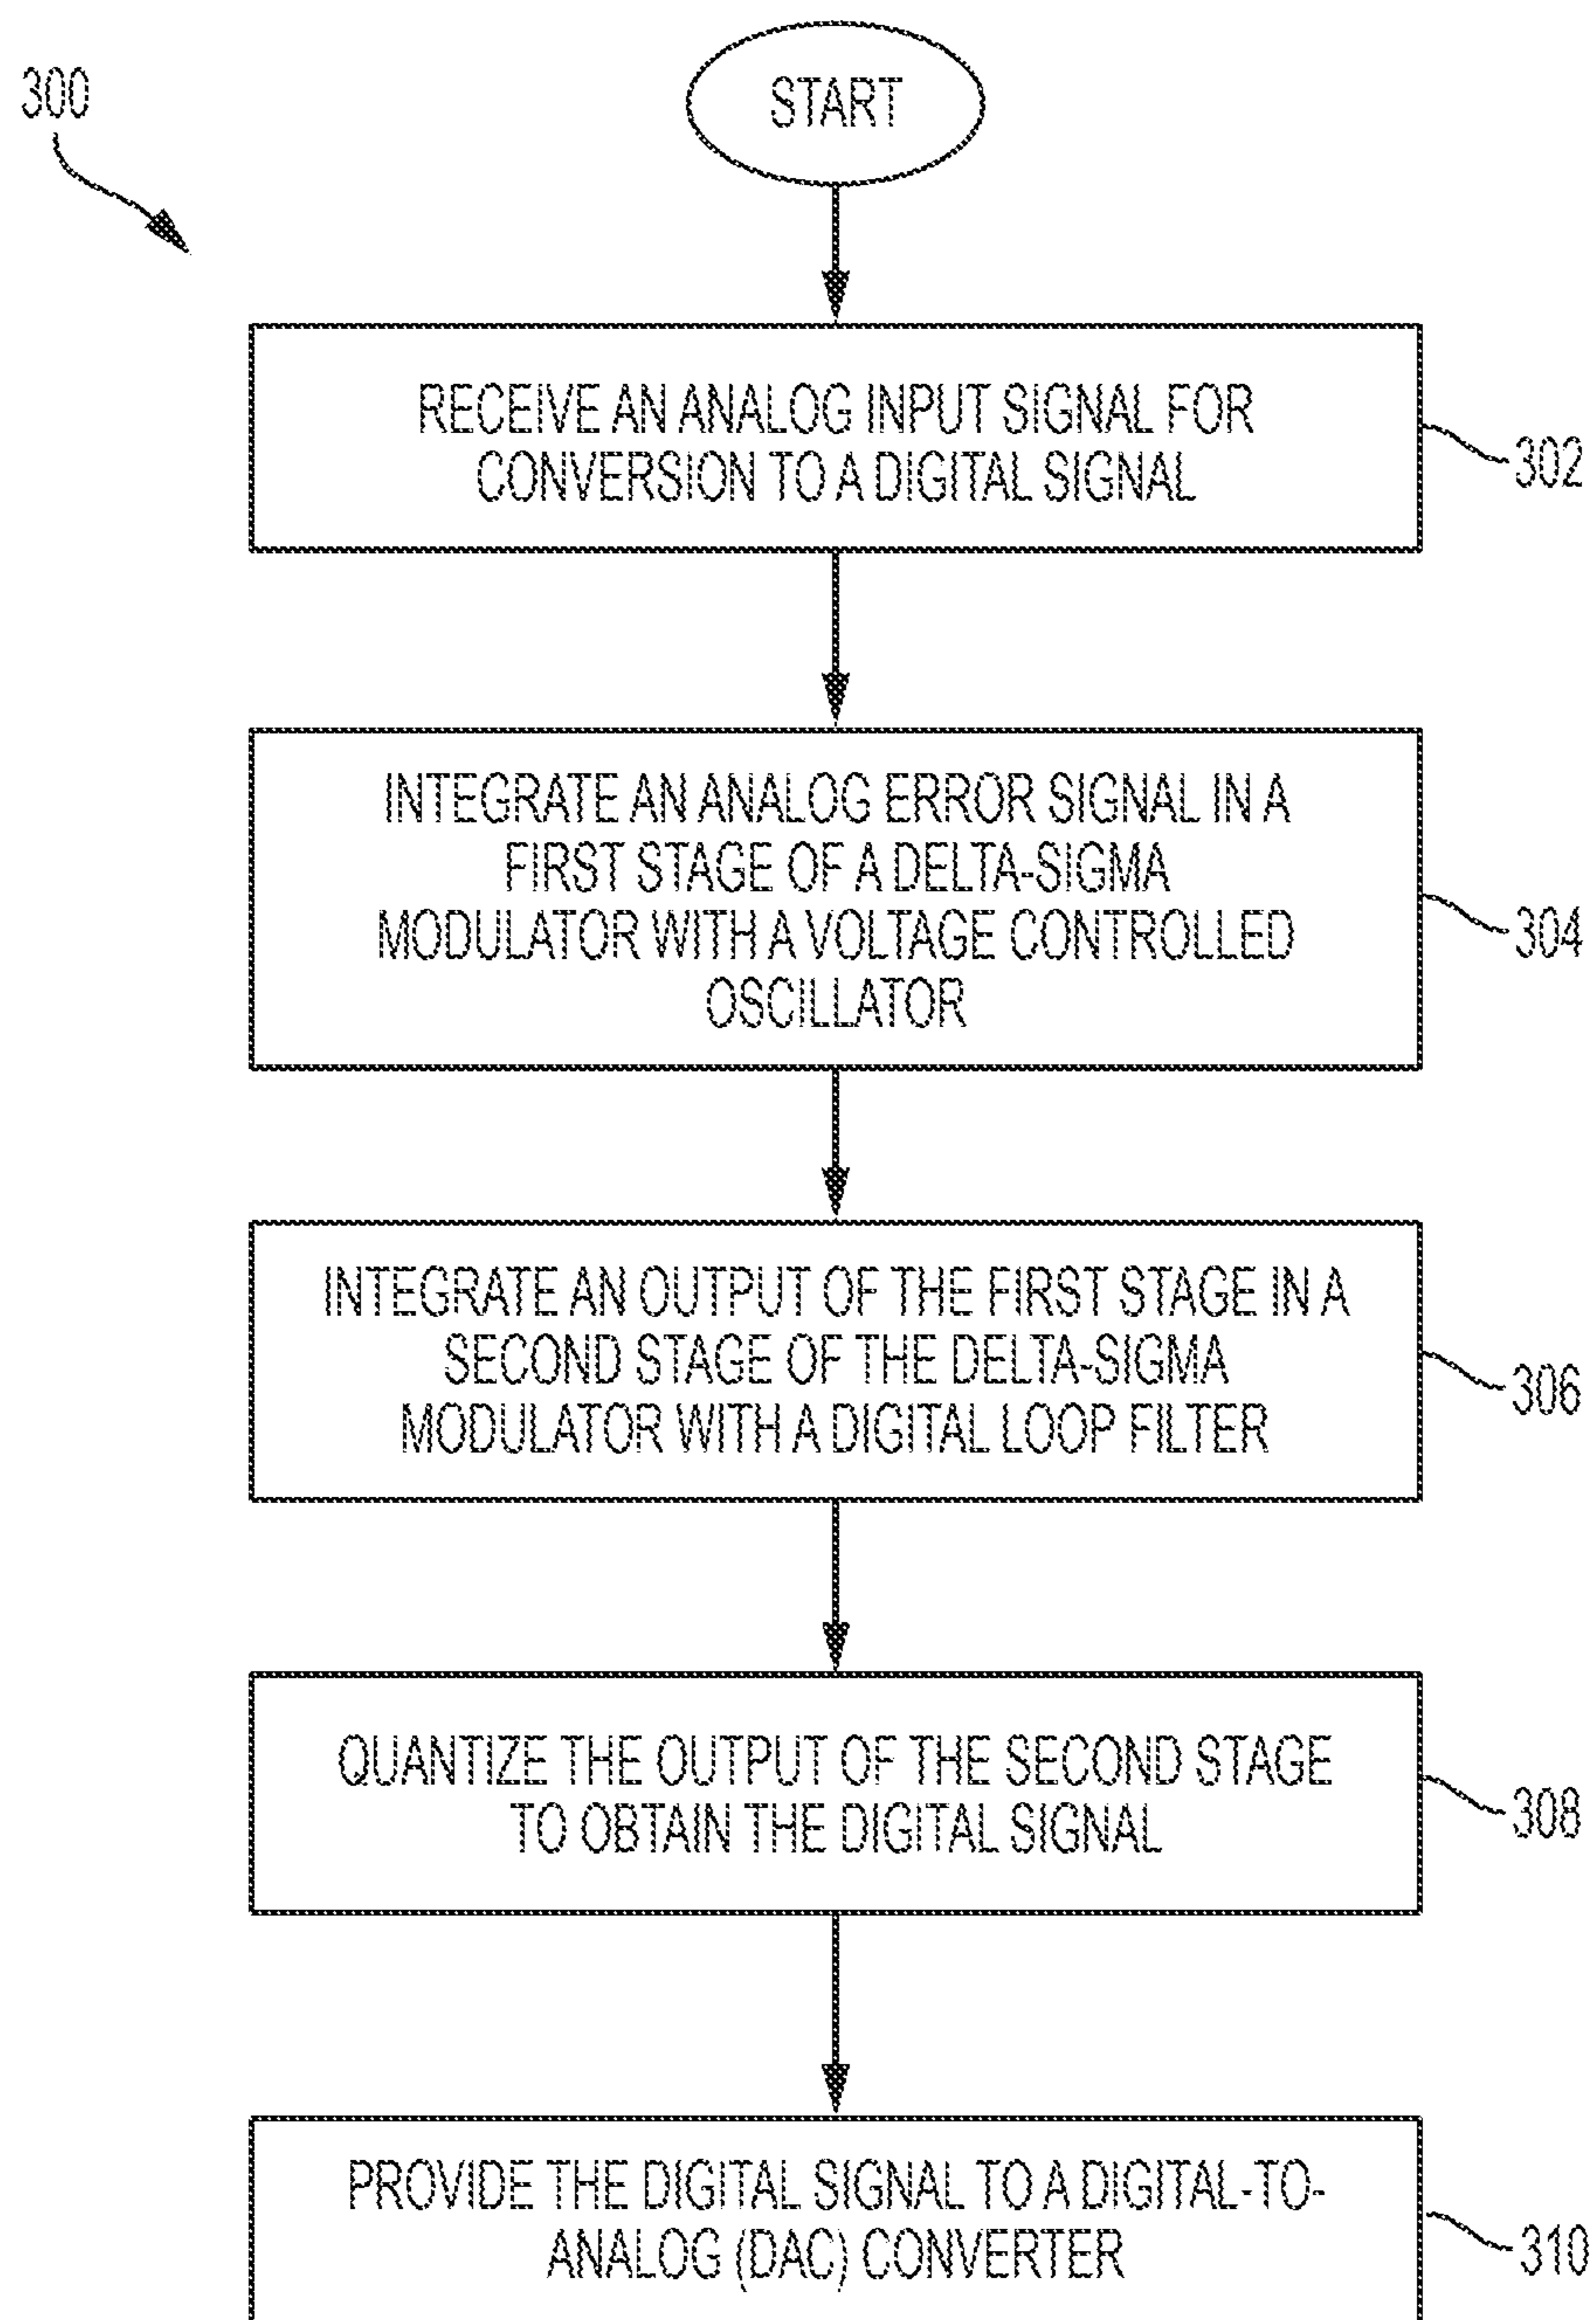 300
START
RECEIVE AN ANALOG INPUT SIGNAL FOR
CONVERSION TO A DIGITAL SIGNAL
302
INTEGRATE AN ANALOG ERROR SIGNAL IN A
FIRST STAGE OF A DELTA-SIGMA
MODULATOR WITH A VOLTAGE CONTROLLED
OSCILLATOR
304
INTEGRATE AN OUTPUT OF THE FIRST STAGE IN A
SECOND STAGE OF THE DELTA-SIGMA
MODULATOR WITH A DIGITAL LOOP FILTER
306
QUANTIZE THE OUTPUT OF THE SECOND STAGE
TO OBTAIN THE DIGITAL SIGNAL
308
PROVIDE THE DIGITAL SIGNAL TO A DIGITAL-TO-
ANALOG (DAC) CONVERTER
310